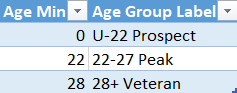 Age Min Age Group Label
0 U-22 Prospect
22 22-27 Peak
28 28+ Veteran